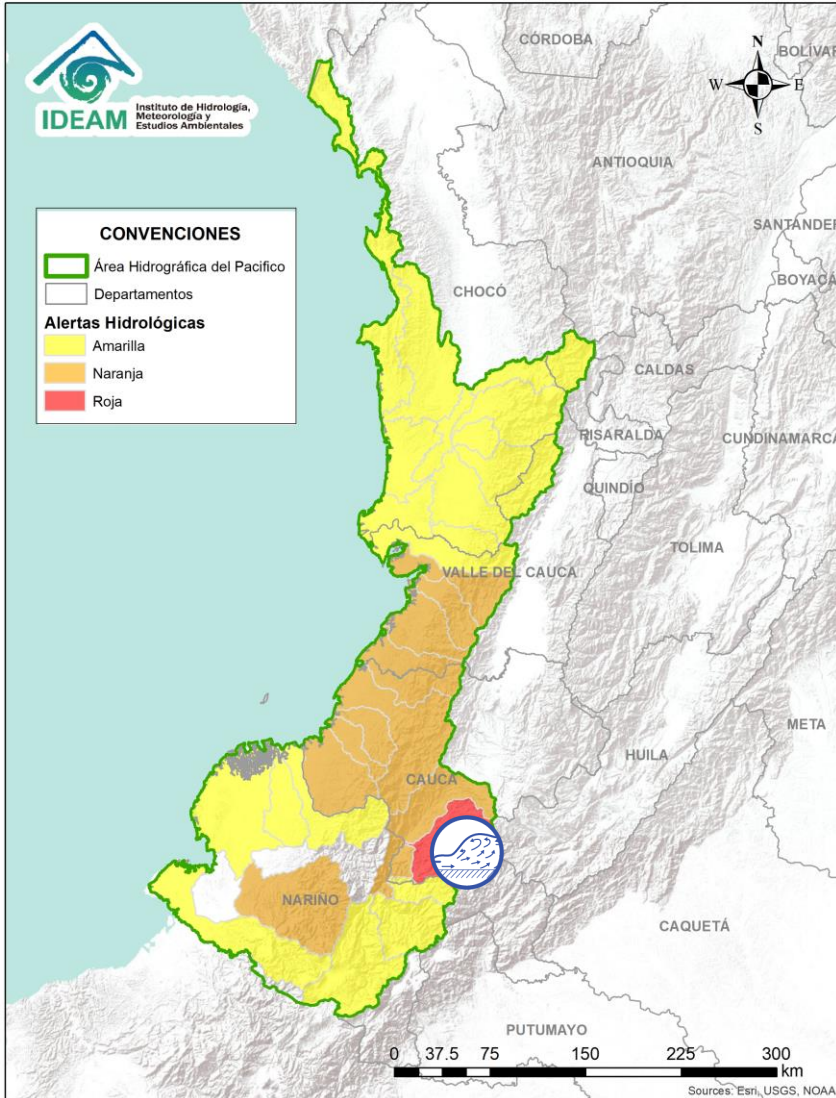 IDEAM
Instituto de Hidrología,
Meteorología y
Estudios Ambientales
N
W
E
S
CONVENCIONES
Área Hidrográfica del Pacifico
Departamentos
Alertas Hidrológicas
Amarilla
Naranja
Roja
CÓRDOBA
BOLÍVAR
ANTIOQUIA
SANTANDER
BOYACÁ
CHOCÓ
CALDAS
RISARALDA
CUNDINAMARCA
QUINDÍO
TOLIMA
VALLE DEL CAUCA
META
HUILA
CAUCA
NARIÑO
CAQUETÁ
PUTUMAYO
0 37.5 75 150 225 300
km
Sources: Esri, USGS, NOAA